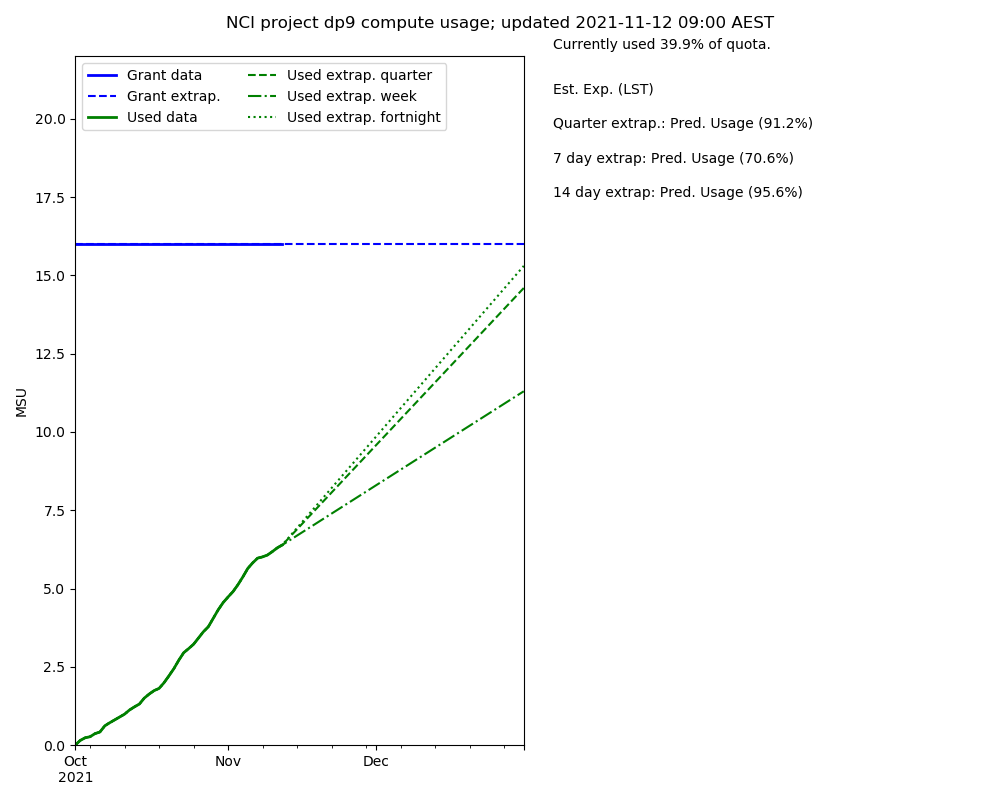 NCI project dp9 compute usage; updated 2021-11-12 09:00 AEST
Currently used 39.9% of quota.
Est. Exp. (LST)
Quarter extrap.: Pred. Usage (91.2%)
7 day extrap: Pred. Usage (70.6%)
14 day extrap: Pred. Usage (95.6%)
Grant data
Grant extrap.
Used data
Used extrap. quarter
Used extrap. week
Used extrap. fortnight
MSU
20.0
17.5
15.0
12.5
10.0
7.5
5.0
2.5
0.0
Oct
2021
Nov
Dec